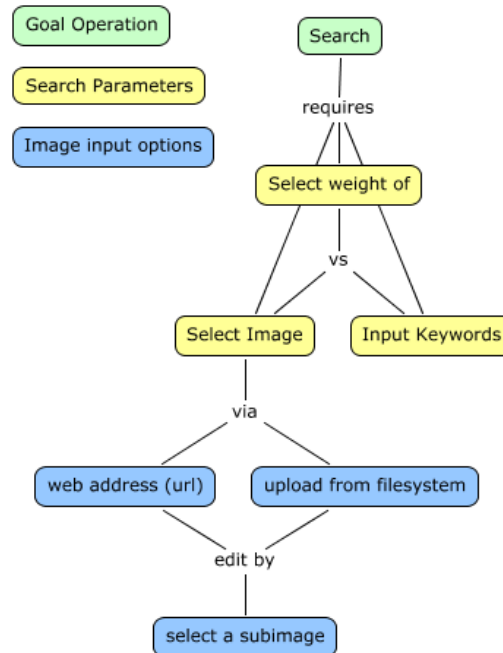 Goal Operation
Search
Search Parameters
requires
Image input options
Select weight of
vs
Select Image
Input Keywords
via
web address (url)
upload from filesystem
edit by
select a subimage